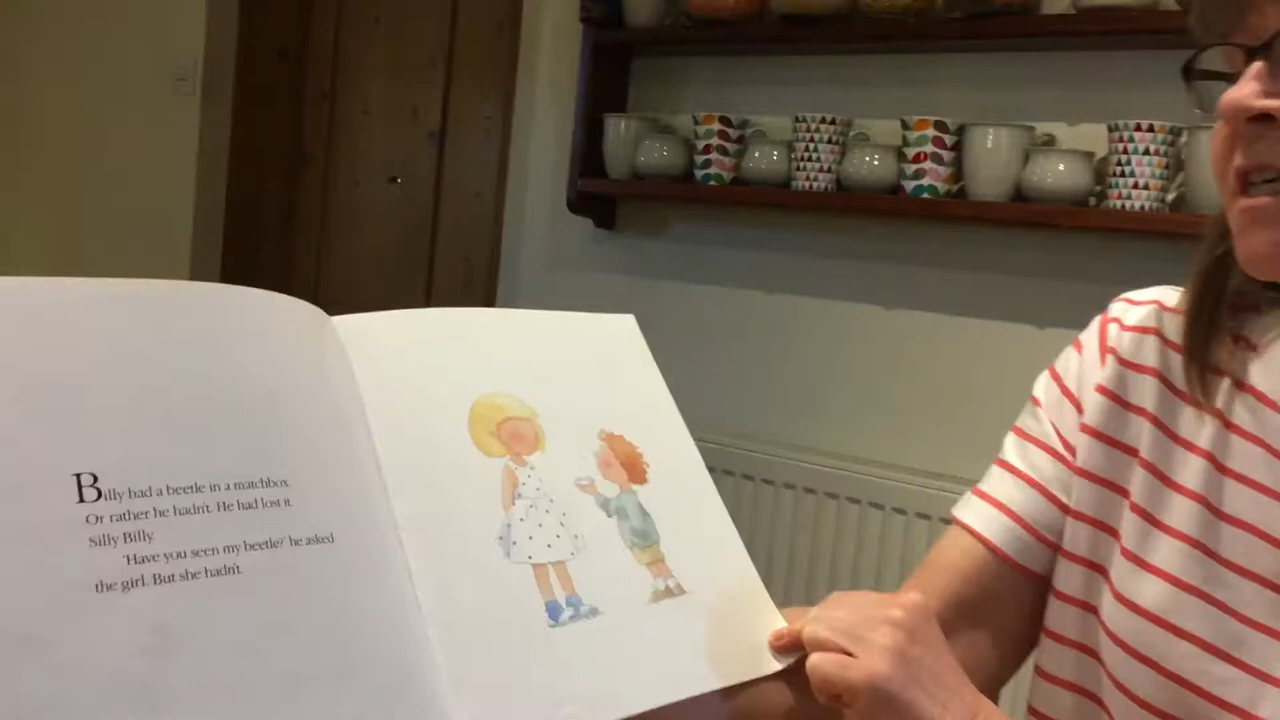 Billy had a beetle in a matchbox.
Or rather he hadn't. He had lost it.
Silly Billy.
'Have you seen my beetle?' he asked
the girl. But she hadn't.